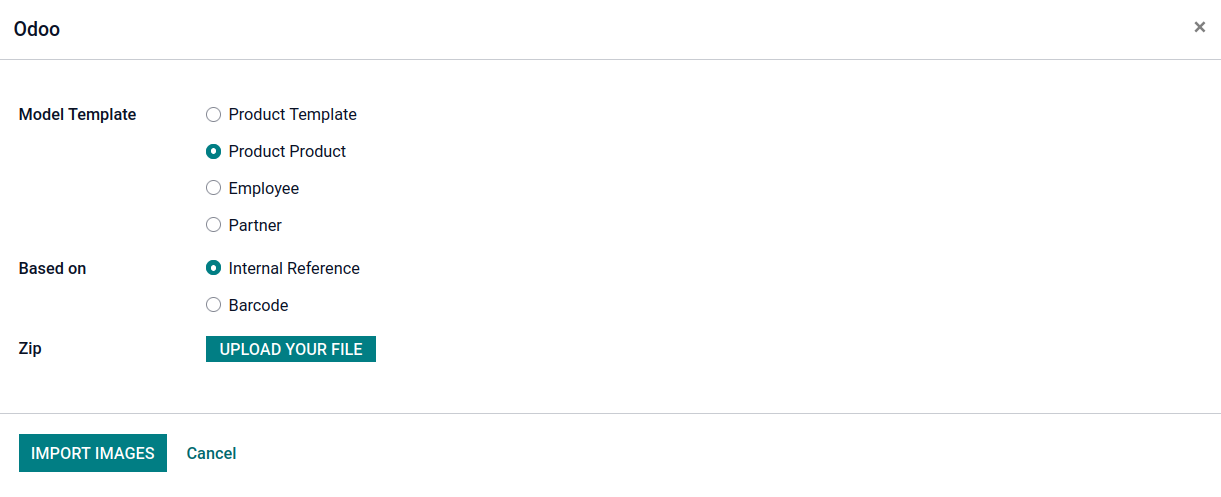 Odoo
×
Model Template
Product Template
Product Product
Employee
Partner
Based on
Internal Reference
Barcode
Zip
UPLOAD YOUR FILE
IMPORT IMAGES
Cancel